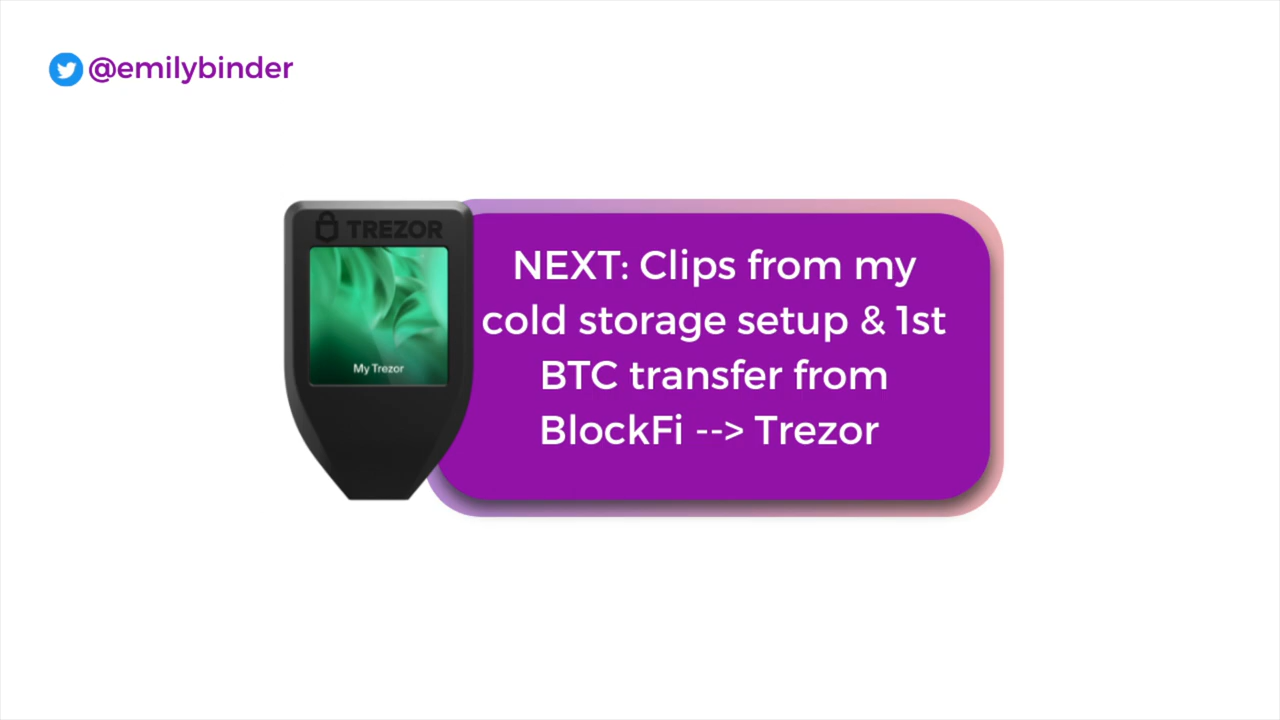 @emilybinder
TREZOR
My Trezor
NEXT: Clips from my
cold storage setup & 1st
BTC transfer from
BlockFi --> Trezor